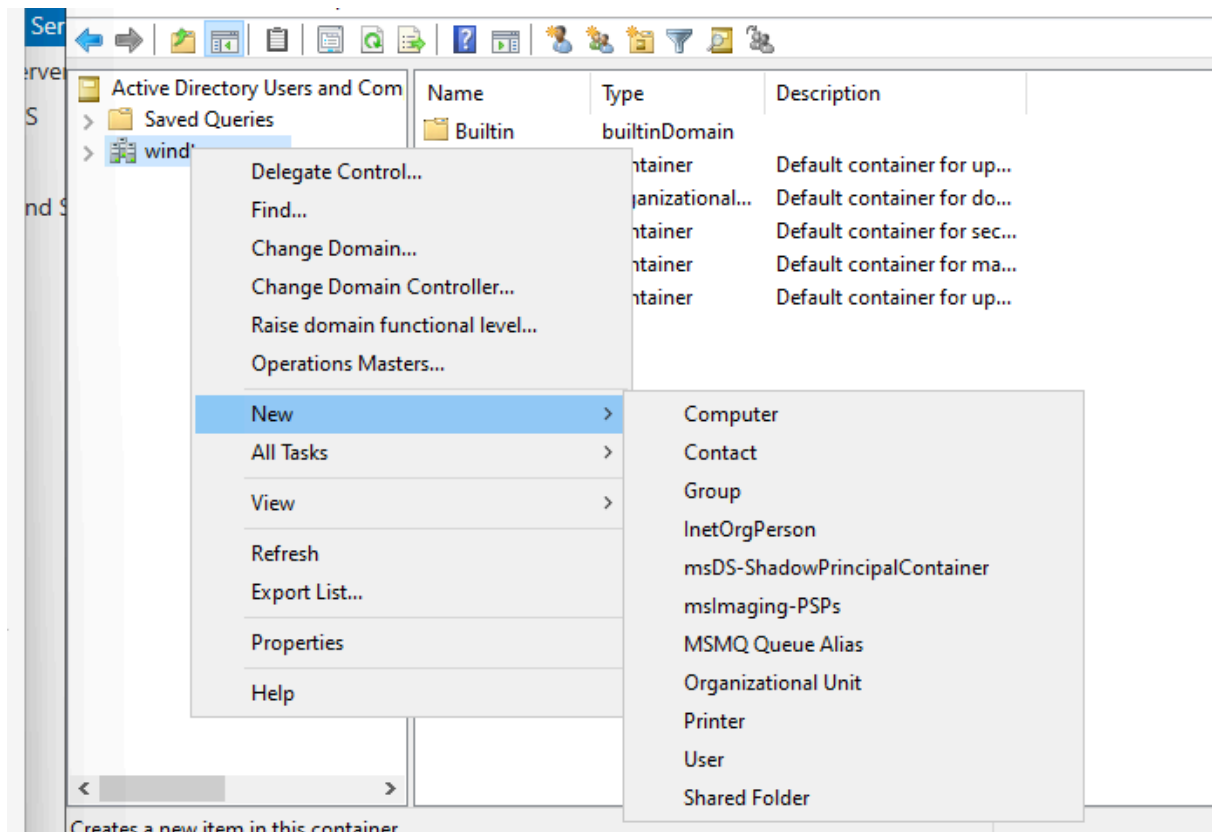 Ser
erver
S
nd S
Active Directory Users and Com
Saved Queries
wind
Name Type Description
Builtin builtinDomain
ntainer Default container for up...
janizational... Default container for do...
ntainer Default container for sec...
ntainer Default container for ma...
ntainer Default container for up...
Delegate Control...
Find...
Change Domain...
Change Domain Controller...
Raise domain functional level...
Operations Masters...
New
All Tasks
View
Refresh
Export List...
Properties
Help
Computer
Contact
Group
InetOrgPerson
msDS-ShadowPrincipalContainer
msImaging-PSPs
MSMQ Queue Alias
Organizational Unit
Printer
User
Shared Folder
Creates a new item in this container